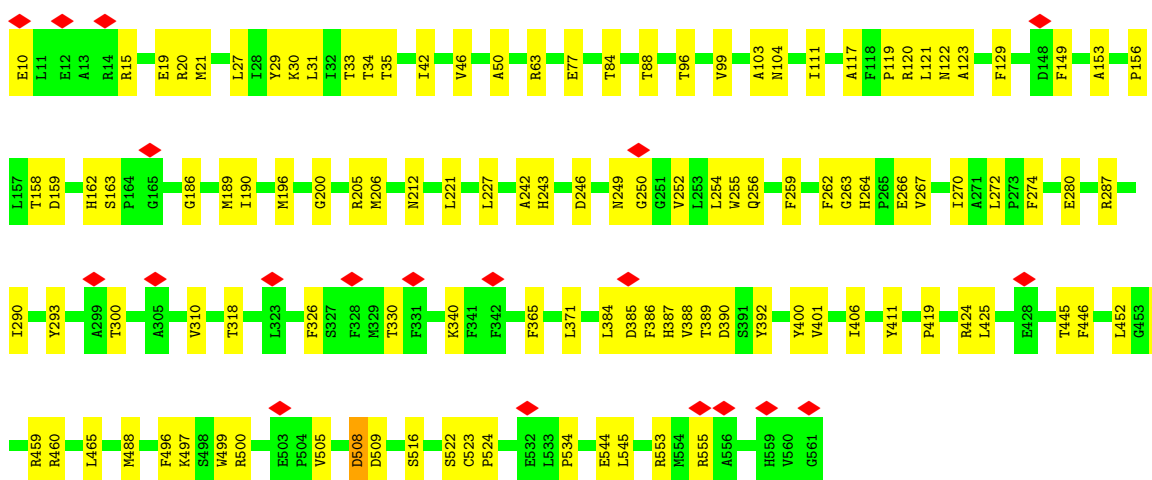 E10 L11 E12 A13 R14 R15 E19 R20 M21 L27 I28 Y29 K30 L31 I32 T33 T34 T35 I42 V46 A50 R63 E77 T84 T88 T96 V99 A103 N104 I111 A117 F118 P119 R120 L121 N122 A123 F129 D148 F149 A153 P156
L157 T158 D159 H162 S163 P164 G165 G186 M189 I190 M196 G200 R205 M206 N212 L221 L227 A242 H243 D246 N249 G250 G251 V252 L253 L254 W255 Q256 F259 F262 G263 H264 P265 E266 V267 I270 A271 L272 P273 F274 E280 R287
I290 Y293 A299 T300 A305 V310 T318 L323 F326 S327 F328 M329 T330 F331 K340 F341 F342 F365 L371 L384 D385 F386 H387 V388 T389 D390 S391 Y392 Y400 V401 I406 Y411 P419 R424 L425 E428 T445 F446 L452 G453
R459 R460 L465 M488 F496 K497 S498 W499 R500 E503 P504 V505 D508 D509 S516 S522 C523 P524 E532 L533 P534 E544 L545 R553 M554 R555 A556 H559 V560 G561